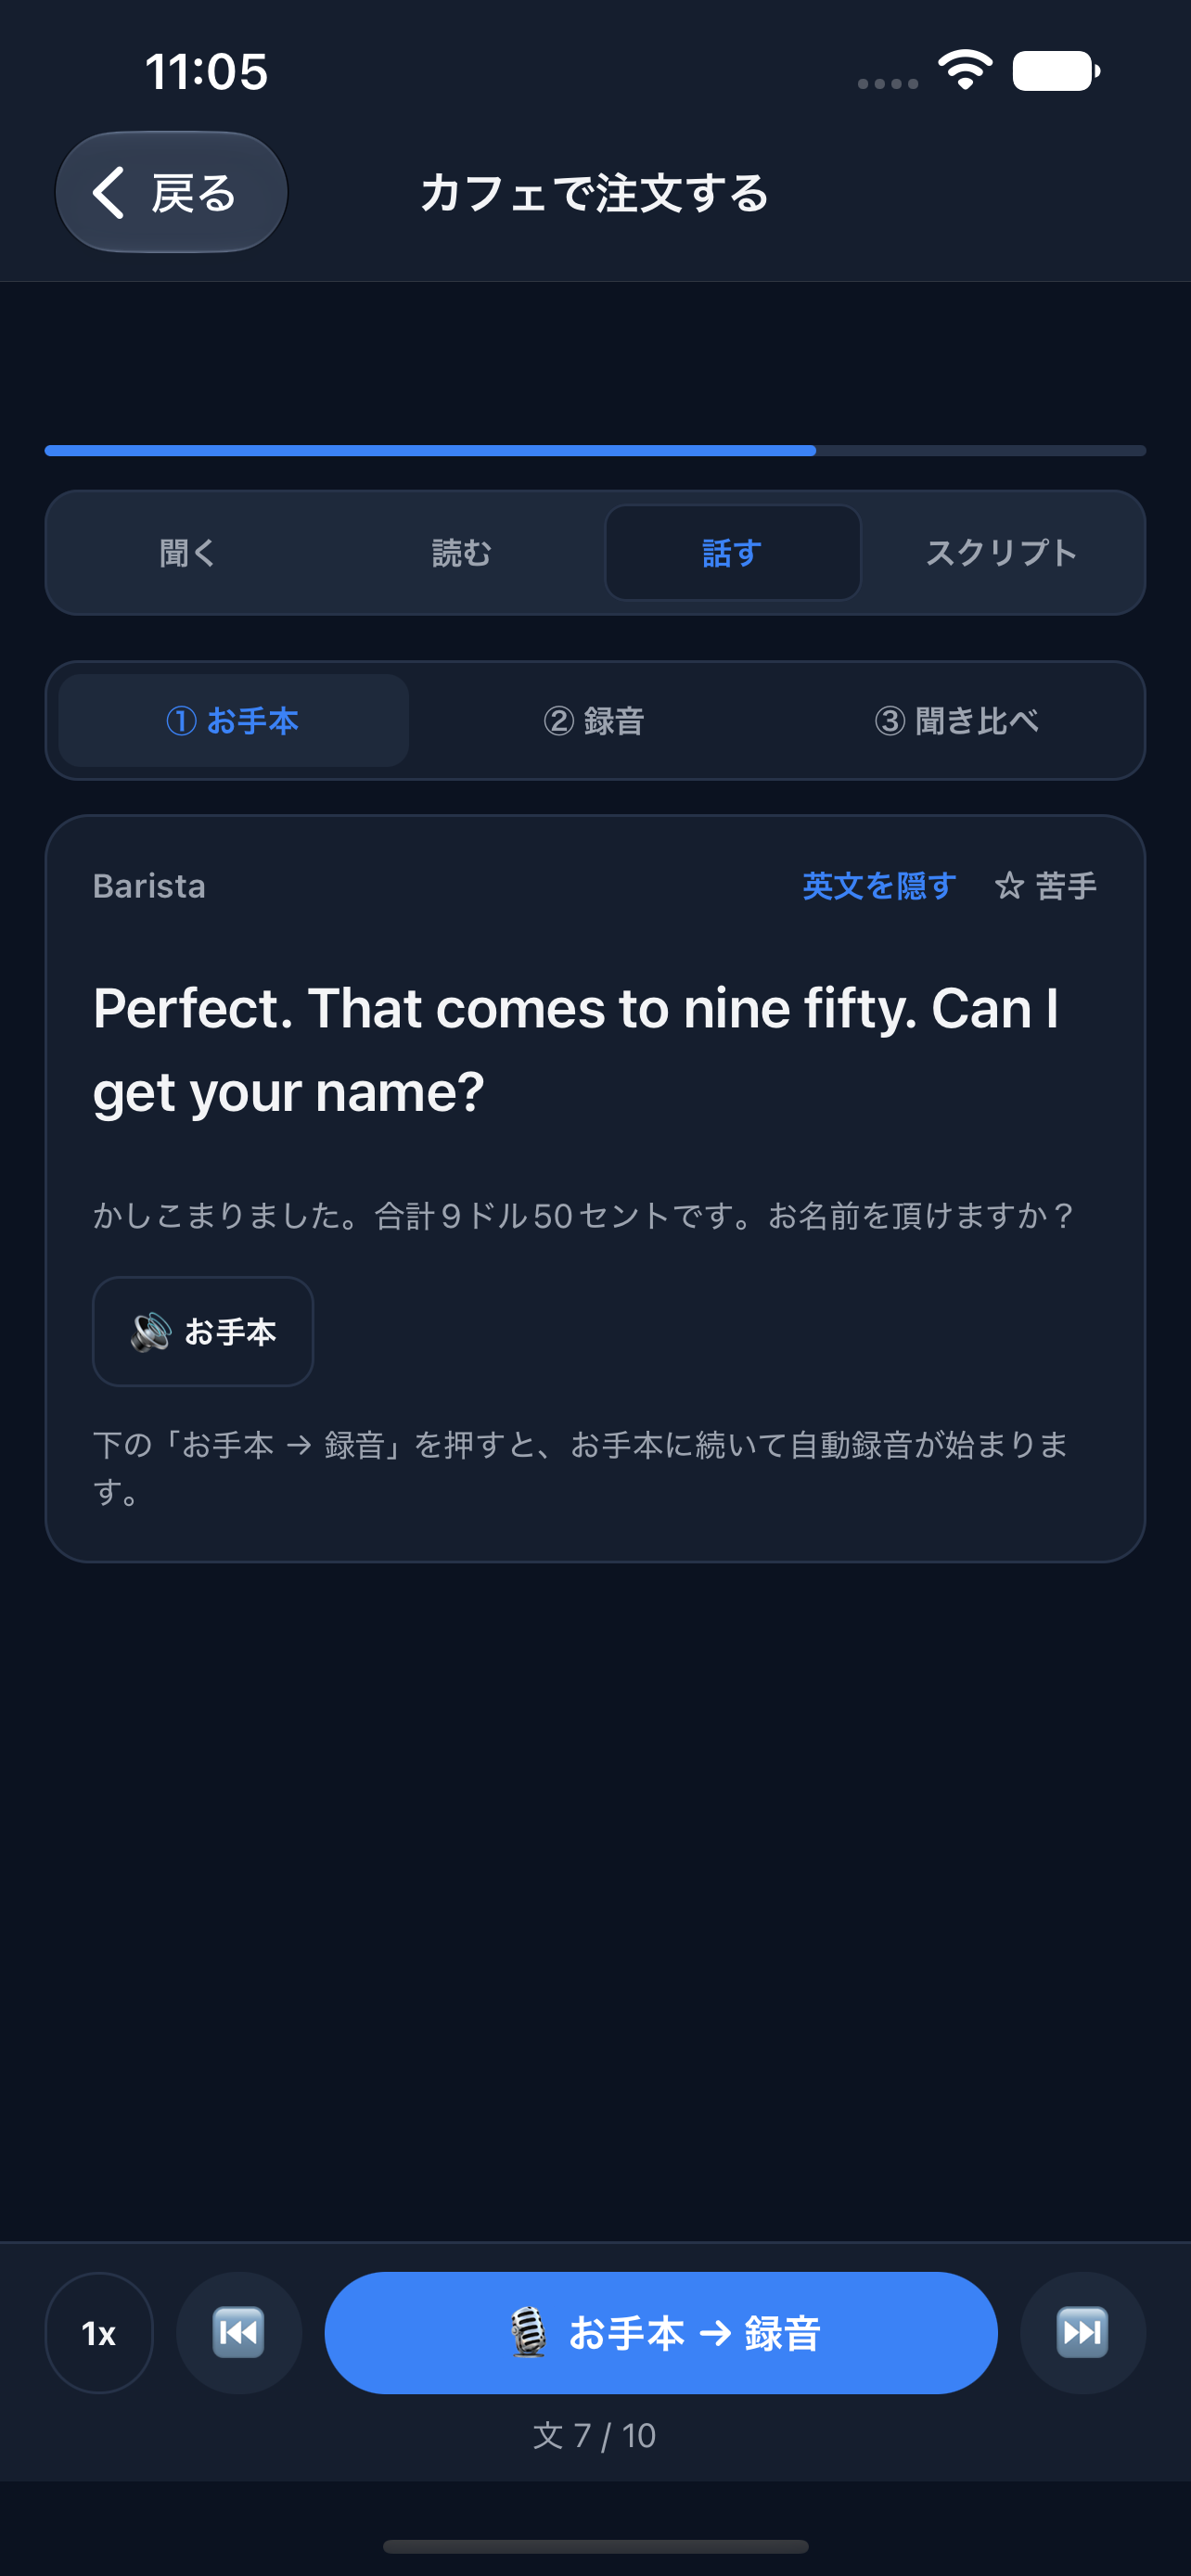 11:05
戻る
カフェで注文する
聞く
読む
話す
スクリプト
① お手本
② 録音
③ 聞き比べ
Barista
英文を隠す
☆ 苦手
Perfect. That comes to nine fifty. Can I
get your name?
かしこまりました。合計9ドル50セントです。お名前を頂けますか？
🔊 お手本
下の「お手本 → 録音」を押すと、お手本に続いて自動録音が始まりま
す。
1x
⏮
🎙 お手本 → 録音
⏭
文 7 / 10